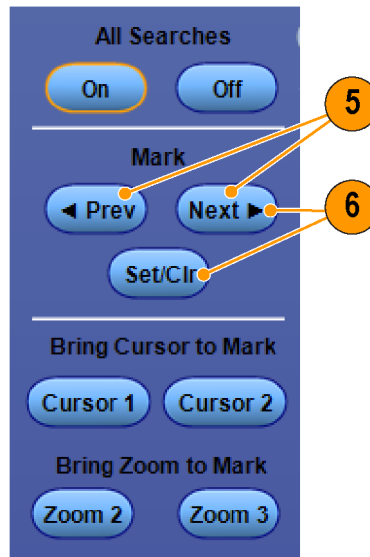 All Searches
On Off
5
Mark
◄ Prev Next ►
6
Set/Clr
Bring Cursor to Mark
Cursor 1 Cursor 2
Bring Zoom to Mark
Zoom 2 Zoom 3